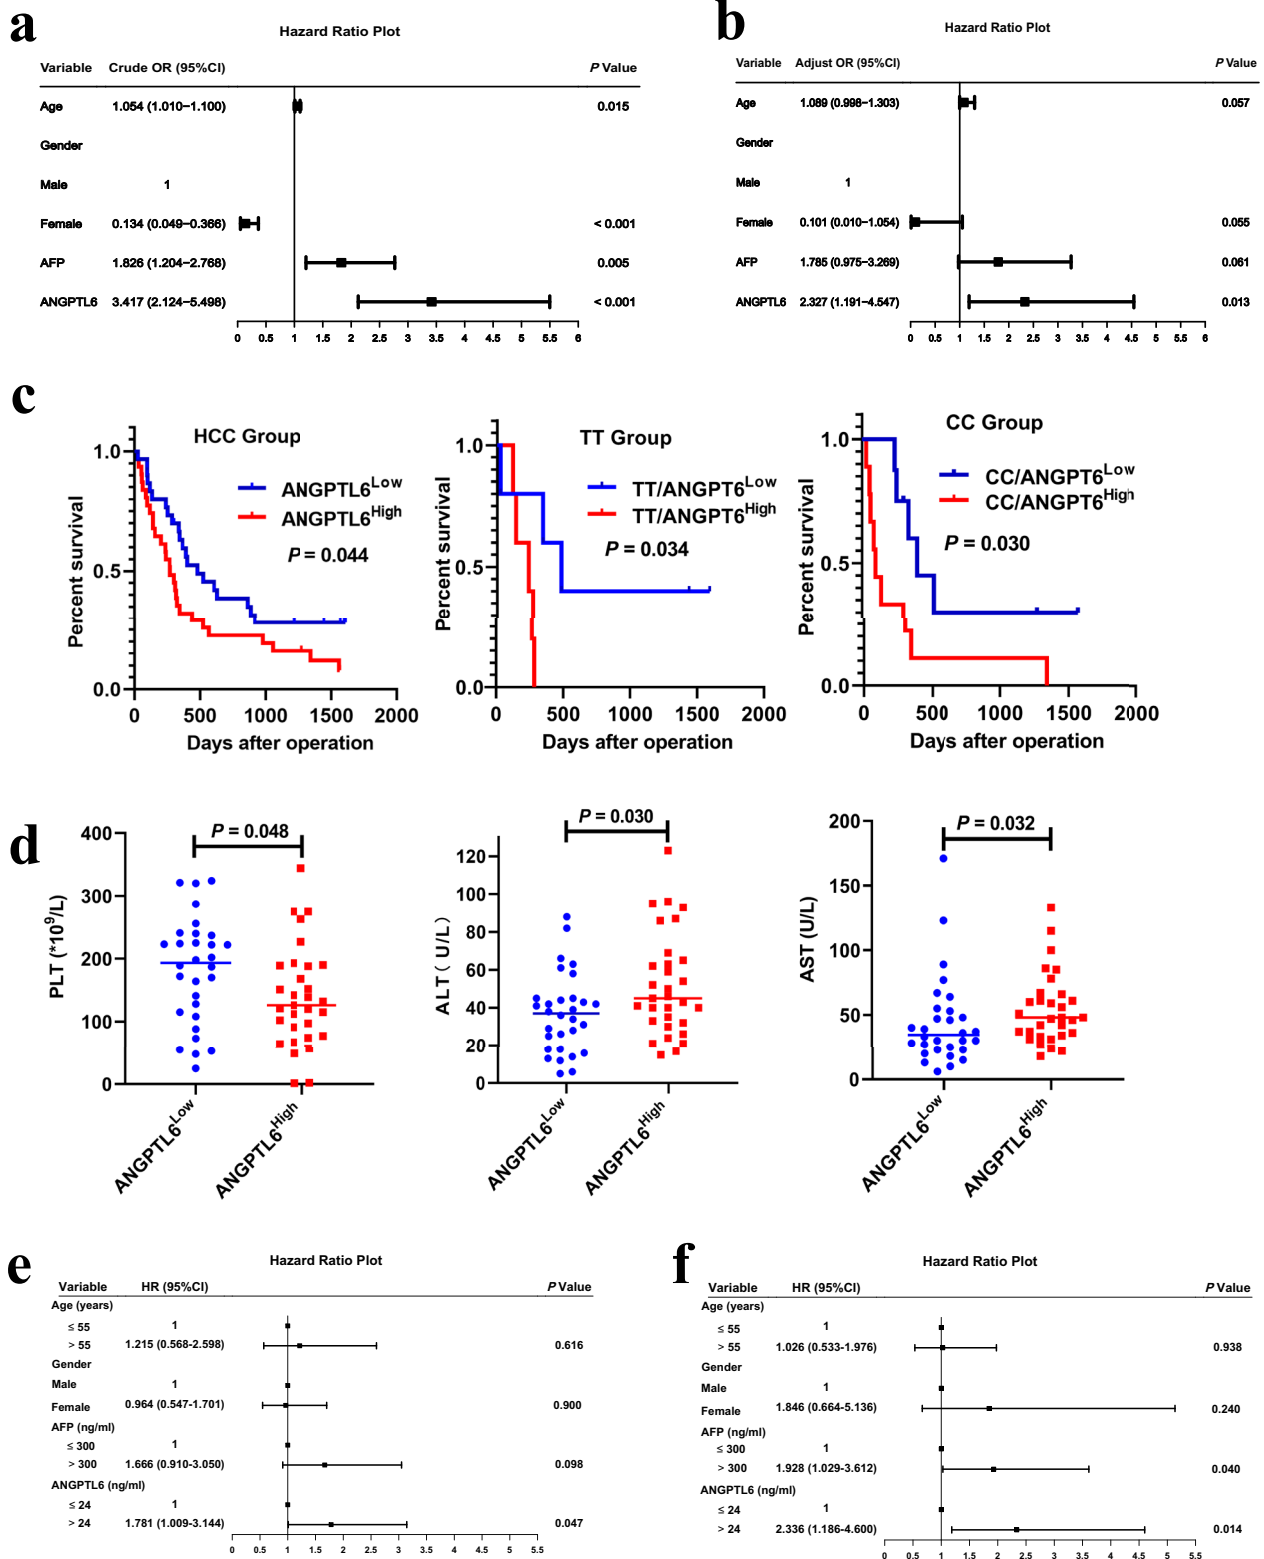 a
Hazard Ratio Plot
Variable Crude OR (95%CI) P Value
Age 1.054 (1.010−1.100) 0.015
Gender
Male 1
Female 0.134 (0.049−0.366) < 0.001
AFP 1.826 (1.204−2.768) 0.005
ANGPTL6 3.417 (2.124−5.498) < 0.001
0 0.5 1 1.5 2 2.5 3 3.5 4 4.5 5 5.5 6
b
Hazard Ratio Plot
Variable Adjust OR (95%CI) P Value
Age 1.089 (0.998−1.303) 0.057
Gender
Male 1
Female 0.101 (0.010−1.054) 0.055
AFP 1.785 (0.975−3.269) 0.061
ANGPTL6 2.327 (1.191−4.547) 0.013
0 0.5 1 1.5 2 2.5 3 3.5 4 4.5 5 5.5 6
c
HCC Group
ANGPTL6Low
ANGPTL6High
P = 0.044
Percent survival
1.0
0.5
0.0
0 500 1000 1500 2000
Days after operation
TT Group
TT/ANGPT6Low
TT/ANGPT6High
P = 0.034
Percent survival
1.0
0.5
0.0
0 500 1000 1500 2000
Days after operation
CC Group
CC/ANGPT6Low
CC/ANGPT6High
P = 0.030
Percent survival
1.0
0.5
0.0
0 500 1000 1500 2000
Days after operation
d
P = 0.048
PLT (*109/L)
400
300
200
100
0
ANGPTL6Low
ANGPTL6High
P = 0.030
ALT( U/L)
120
100
80
60
40
20
0
ANGPTL6Low
ANGPTL6High
P = 0.032
AST (U/L)
200
150
100
50
0
ANGPTL6Low
ANGPTL6High
e
Hazard Ratio Plot
Variable HR (95%CI) P Value
Age (years)
≤ 55 1
> 55 1.215 (0.568-2.598) 0.616
Gender
Male 1
Female 0.964 (0.547-1.701) 0.900
AFP (ng/ml)
≤ 300 1
> 300 1.666 (0.910-3.050) 0.098
ANGPTL6 (ng/ml)
≤ 24 1
> 24 1.781 (1.009-3.144) 0.047
0 0.5 1 1.5 2 2.5 3 3.5 4 4.5 5 5.5
f
Hazard Ratio Plot
Variable HR (95%CI) P Value
Age (years)
≤ 55 1
> 55 1.026 (0.533-1.976) 0.938
Gender
Male 1
Female 1.846 (0.664-5.136) 0.240
AFP (ng/ml)
≤ 300 1
> 300 1.928 (1.029-3.612) 0.040
ANGPTL6 (ng/ml)
≤ 24 1
> 24 2.336 (1.186-4.600) 0.014
0 0.5 1 1.5 2 2.5 3 3.5 4 4.5 5 5.5